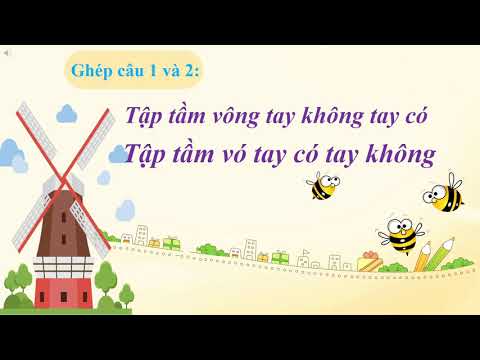 Ghép câu 1 và 2:
Tập tầm vông tay không tay có
Tập tầm vó tay có tay không